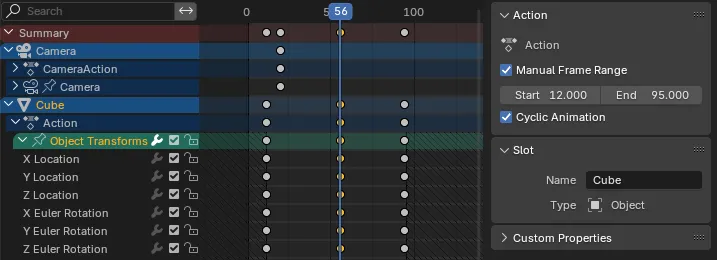 Search
0 5 56 100
Summary
Camera
CameraAction
Camera
Cube
Action
Object Transforms
X Location
Y Location
Z Location
X Euler Rotation
Y Euler Rotation
Z Euler Rotation
Action
Action
Manual Frame Range
Start 12.000 End 95.000
Cyclic Animation
Slot
Name Cube
Type Object
Custom Properties